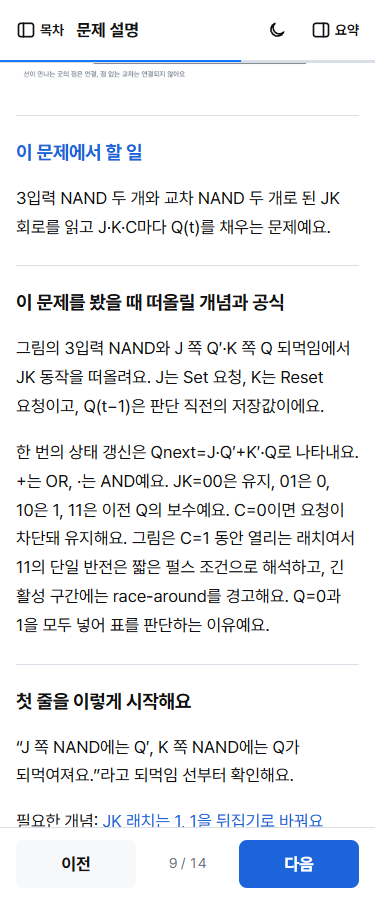 목차 문제 설명 요약
선이 만나는 곳의 점은 연결, 점 없는 교차는 연결되지 않아요
이 문제에서 할 일
3입력 NAND 두 개와 교차 NAND 두 개로 된 JK
회로를 읽고 J·K·C마다 Q(t)를 채우는 문제예요.
이 문제를 봤을 때 떠올릴 개념과 공식
그림의 3입력 NAND와 J 쪽 Q′·K 쪽 Q 되먹임에서
JK 동작을 떠올려요. J는 Set 요청, K는 Reset
요청이고, Q(t−1)은 판단 직전의 저장값이에요.
한 번의 상태 갱신은 Qnext=J·Q′+K′·Q로 나타내요.
+는 OR, ·는 AND예요. JK=00은 유지, 01은 0,
10은 1, 11은 이전 Q의 보수예요. C=0이면 요청이
차단돼 유지해요. 그림은 C=1 동안 열리는 래치여서
11의 단일 반전은 짧은 펄스 조건으로 해석하고, 긴
활성 구간에는 race-around를 경고해요. Q=0과
1을 모두 넣어 표를 판단하는 이유예요.
첫 줄을 이렇게 시작해요
“J 쪽 NAND에는 Q′, K 쪽 NAND에는 Q가
되먹여져요.”라고 되먹임 선부터 확인해요.
필요한 개념: JK 래치는 1, 1을 뒤집기로 바꿔요
이전 9 / 14 다음